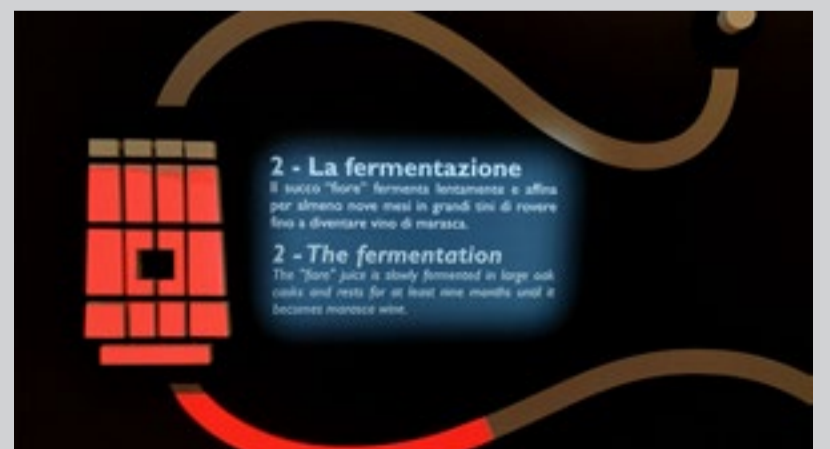 2 - La fermentazione
Il succo "fiore" fermenta lentamente e affina
per almeno nove mesi in grandi tini di rovere
fino a diventare vino di marasca.
2 - The fermentation
The "fiore" juice is slowly fermented in large oak
casks and rests for at least nine months until it
becomes marasca wine.